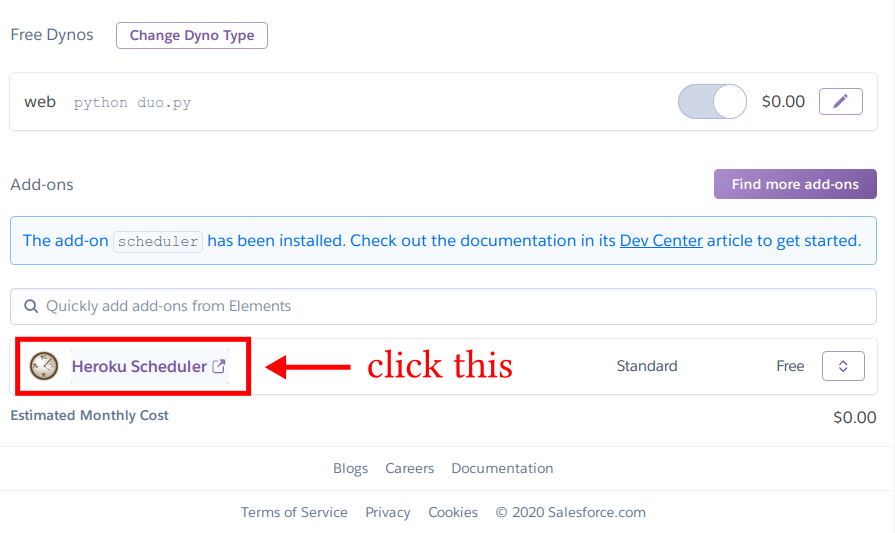 Free Dynos Change Dyno Type
web python duo.py $0.00
Add-ons Find more add-ons
The add-on scheduler has been installed. Check out the documentation in its Dev Center article to get started.
Quickly add add-ons from Elements
Heroku Scheduler click this Standard Free
Estimated Monthly Cost $0.00
Blogs Careers Documentation
Terms of Service Privacy Cookies © 2020 Salesforce.com